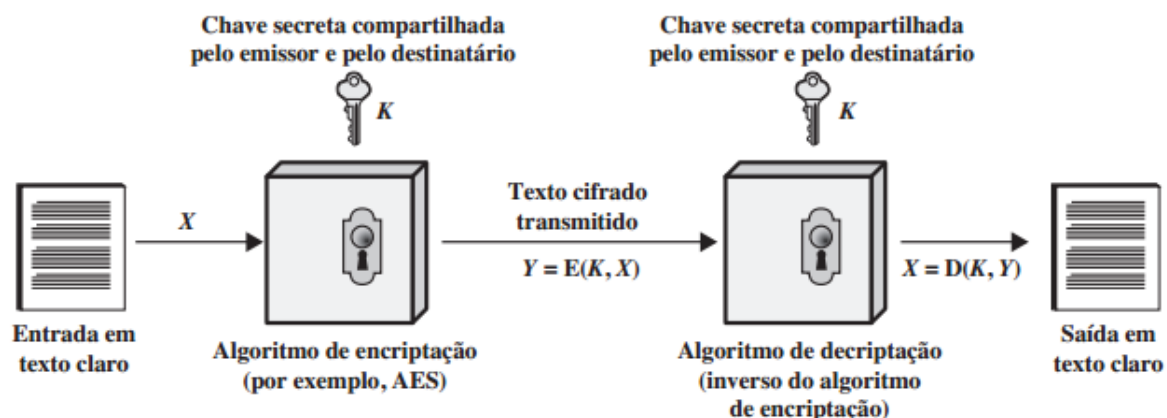 Chave secreta compartilhada
pelo emissor e pelo destinatário
K
Chave secreta compartilhada
pelo emissor e pelo destinatário
K
X
Texto cifrado
transmitido
Y = E(K, X)
X = D(K, Y)
Entrada em
texto claro
Algoritmo de encriptação
(por exemplo, AES)
Algoritmo de decriptação
(inverso do algoritmo
de encriptação)
Saída em
texto claro